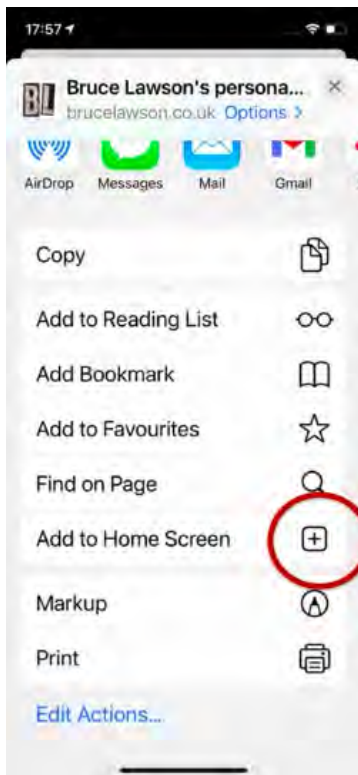 17:57
BL
Bruce Lawson's persona...
brucelawson.co.uk Options >
AirDrop
Messages
Mail
Gmail
Copy
Add to Reading List
Add Bookmark
Add to Favourites
Find on Page
Add to Home Screen
Markup
Print
Edit Actions...